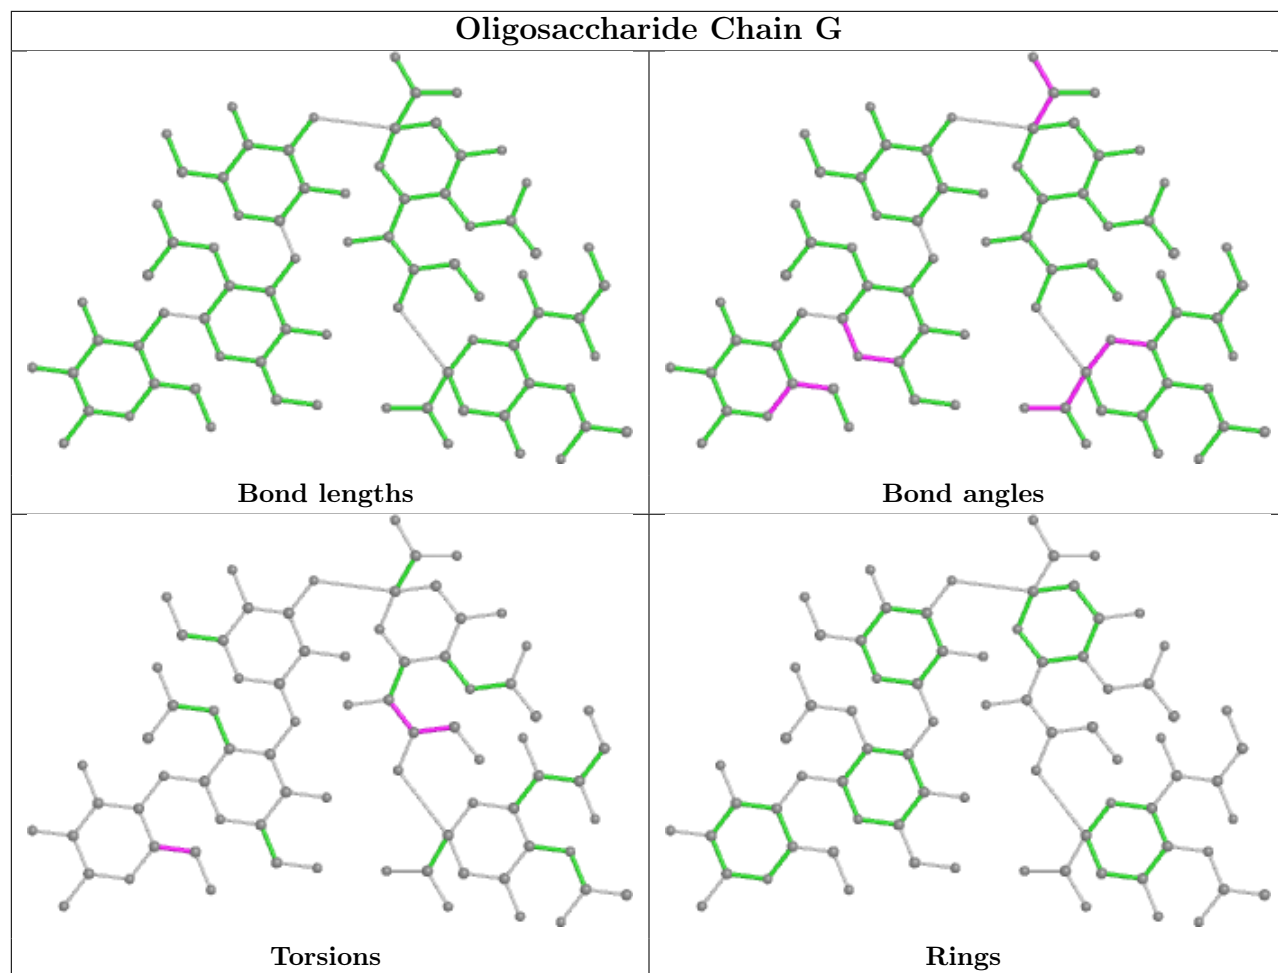 Oligosaccharide Chain G
Bond lengths
Bond angles
Torsions
Rings